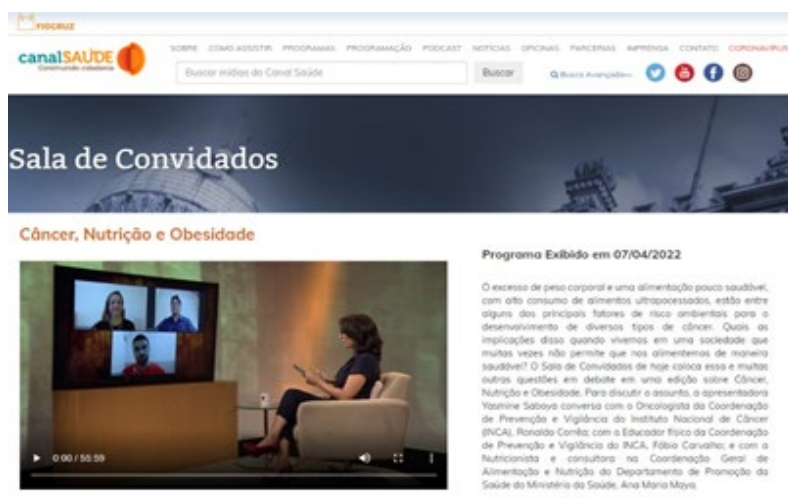 FIOCRUZ
canalSAÚDE
Construindo cidadania
SOBRE COMO ASSISTIR PROGRAMAS PROGRAMAÇÃO PODCAST NOTÍCIAS OFICINAS PARCERIAS IMPRENSA CONTATO CORONAVÍRUS
Buscar mídias do Canal Saúde
Buscar
Busca Avançada
Sala de Convidados
Câncer, Nutrição e Obesidade
0:00 / 55:59
Programa Exibido em 07/04/2022
O excesso de peso corporal e uma alimentação pouco saudável,
com alto consumo de alimentos ultrapocessados, estão entre
alguns dos principais fatores de risco ambientais para o
desenvolvimento de diversos tipos de câncer. Quais as
implicações disso quando vivemos em uma sociedade que
muitas vezes não permite que nos alimentemos de maneira
saudável? O Sala de Convidados de hoje coloca essa e muitas
outras questões em debate em uma edição sobre Câncer,
Nutrição e Obesidade. Para discutir o assunto, a apresentadora
Yasmine Saboya conversa com o Oncologista da Coordenação
de Prevenção e Vigilância do Instituto Nacional de Câncer
(INCA), Ronaldo Corrêa; com o Educador físico da Coordenação
de Prevenção e Vigilância do INCA, Fábio Carvalho; e com a
Nutricionista e consultora na Coordenação Geral de
Alimentação e Nutrição do Departamento de Promoção da
Saúde do Ministério da Saúde, Ana Maria Maya.